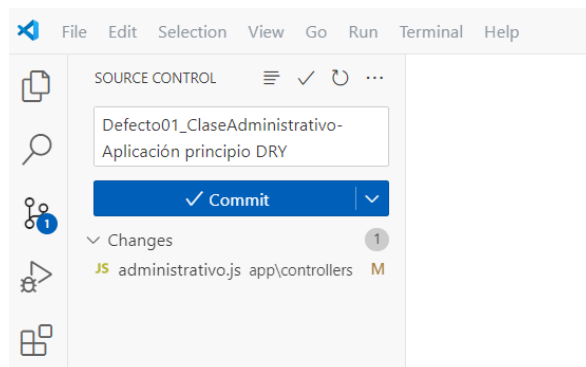 File Edit Selection View Go Run Terminal Help
SOURCE CONTROL
Defecto01_ClaseAdministrativo-
Aplicación principio DRY
Commit
1
Changes 1
JS administrativo.js app\controllers M